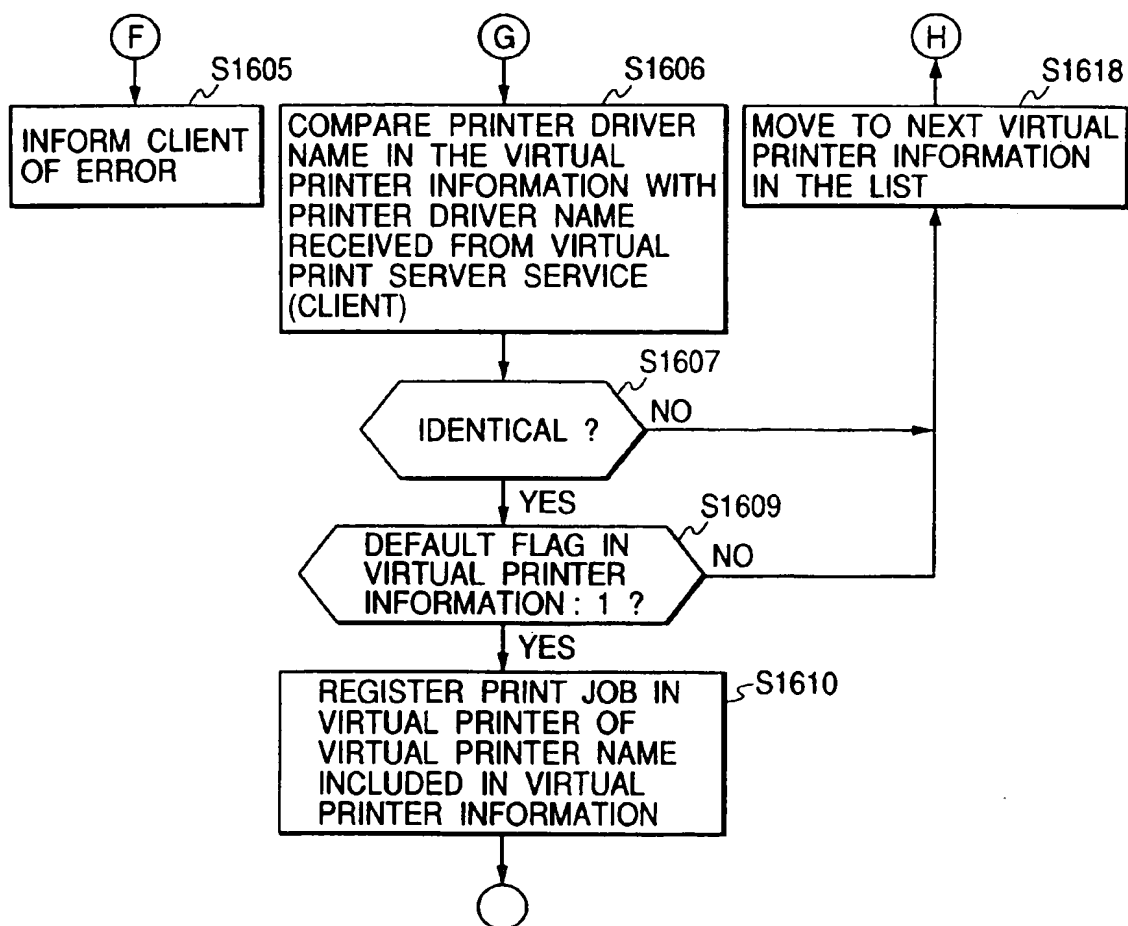 F
S1605
INFORM CLIENT
OF ERROR
G
S1606
COMPARE PRINTER DRIVER
NAME IN THE VIRTUAL
PRINTER INFORMATION WITH
PRINTER DRIVER NAME
RECEIVED FROM VIRTUAL
PRINT SERVER SERVICE
(CLIENT)
H
S1618
MOVE TO NEXT VIRTUAL
PRINTER INFORMATION
IN THE LIST
S1607
IDENTICAL ?
NO
YES
S1609
DEFAULT FLAG IN
VIRTUAL PRINTER
INFORMATION : 1 ?
NO
YES
S1610
REGISTER PRINT JOB IN
VIRTUAL PRINTER OF
VIRTUAL PRINTER NAME
INCLUDED IN VIRTUAL
PRINTER INFORMATION